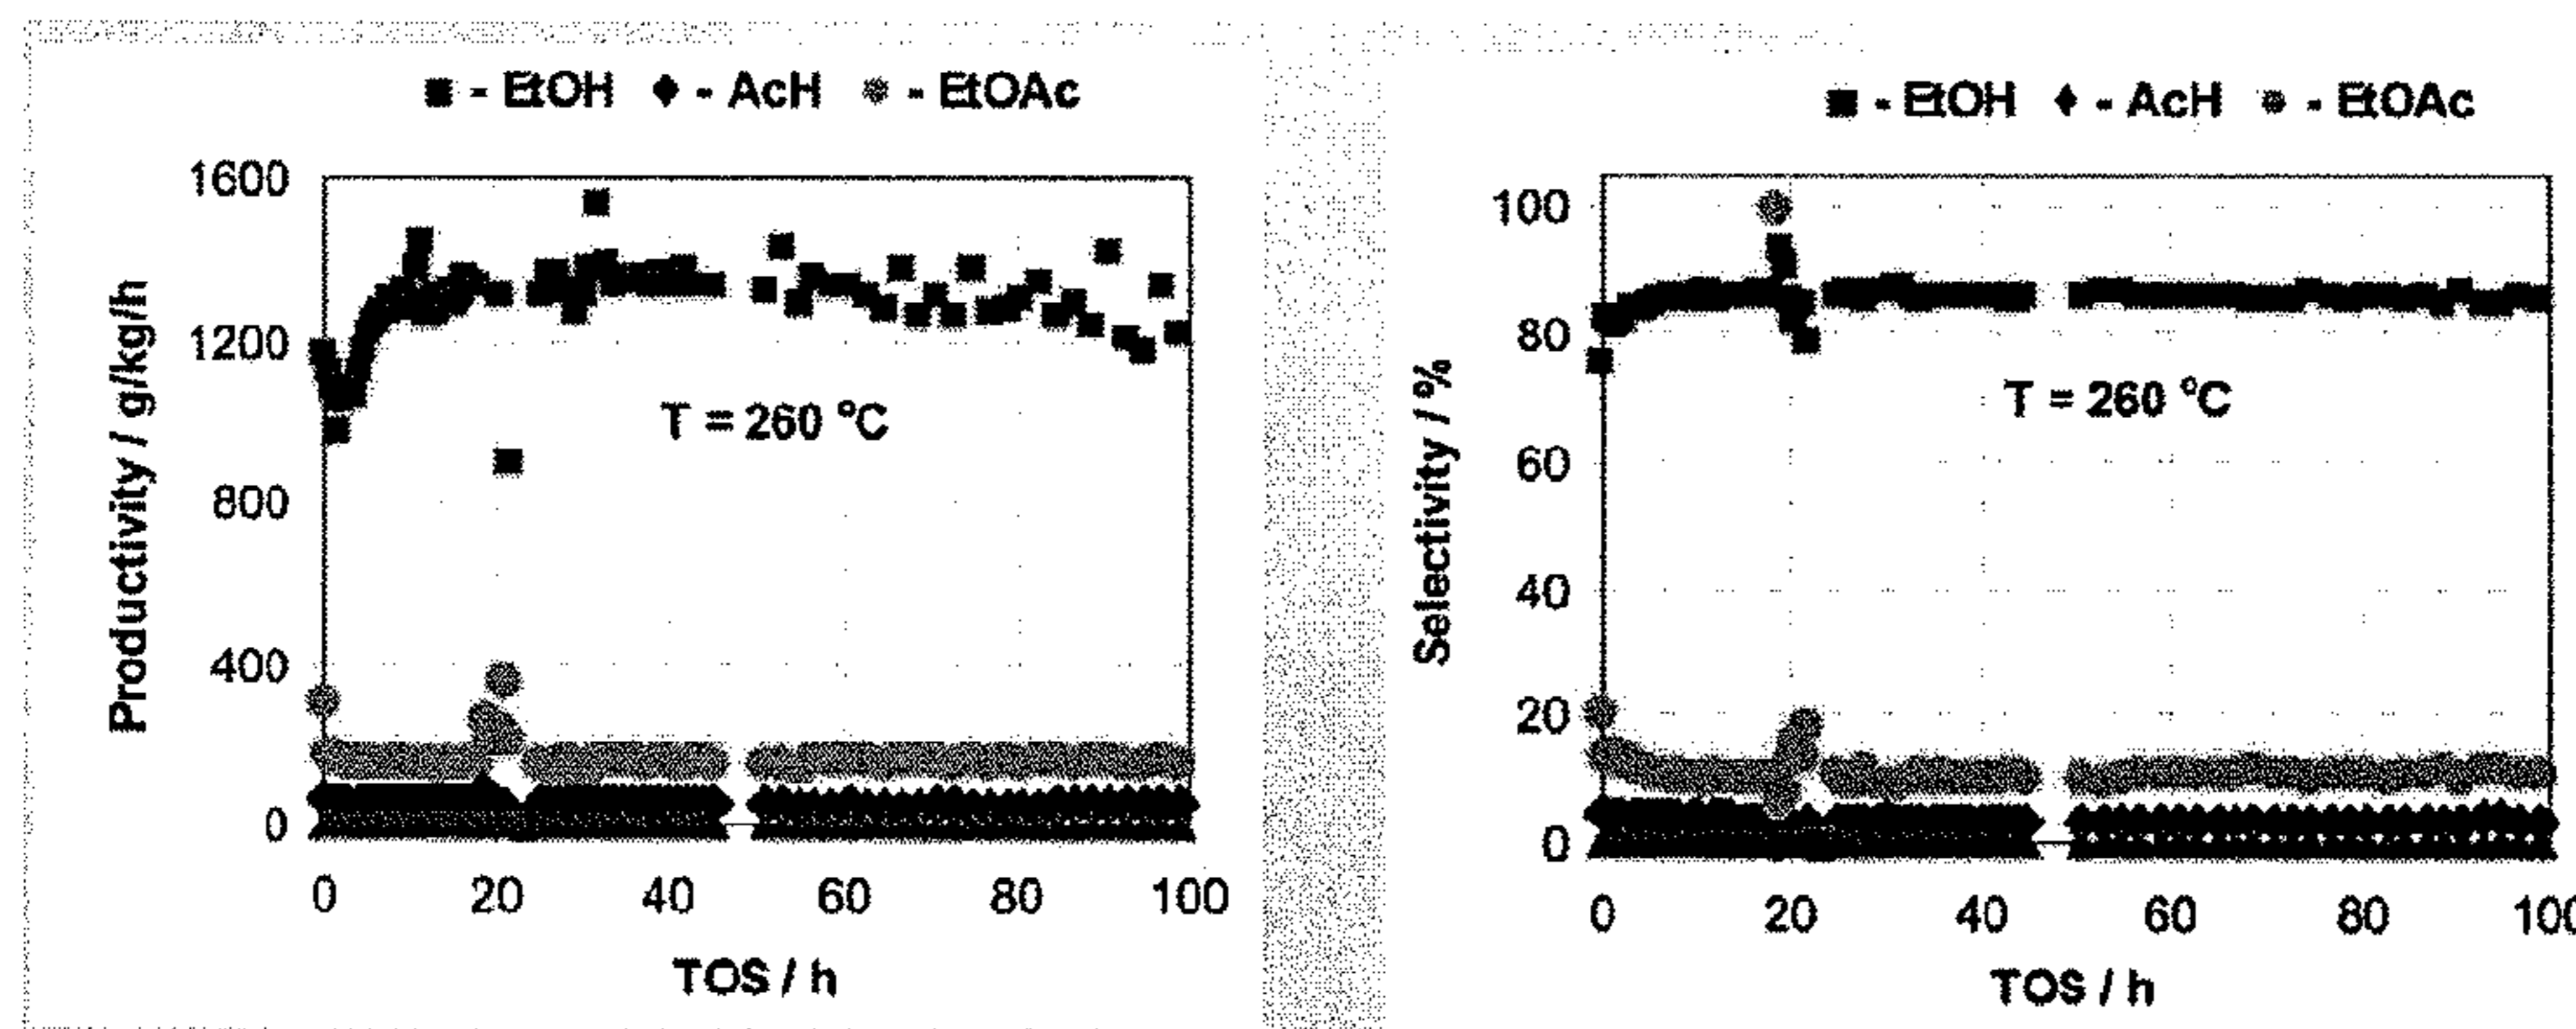 ■ - EtOH ♦ - AcH ● - EtOAc
1600
1200
800
400
0
Productivity / g/kg/h
T = 260 °C
0 20 40 60 80 100
TOS / h
■ - EtOH ♦ - AcH ● - EtOAc
100
80
60
40
20
0
Selectivity / %
T = 260 °C
0 20 40 60 80 100
TOS / h